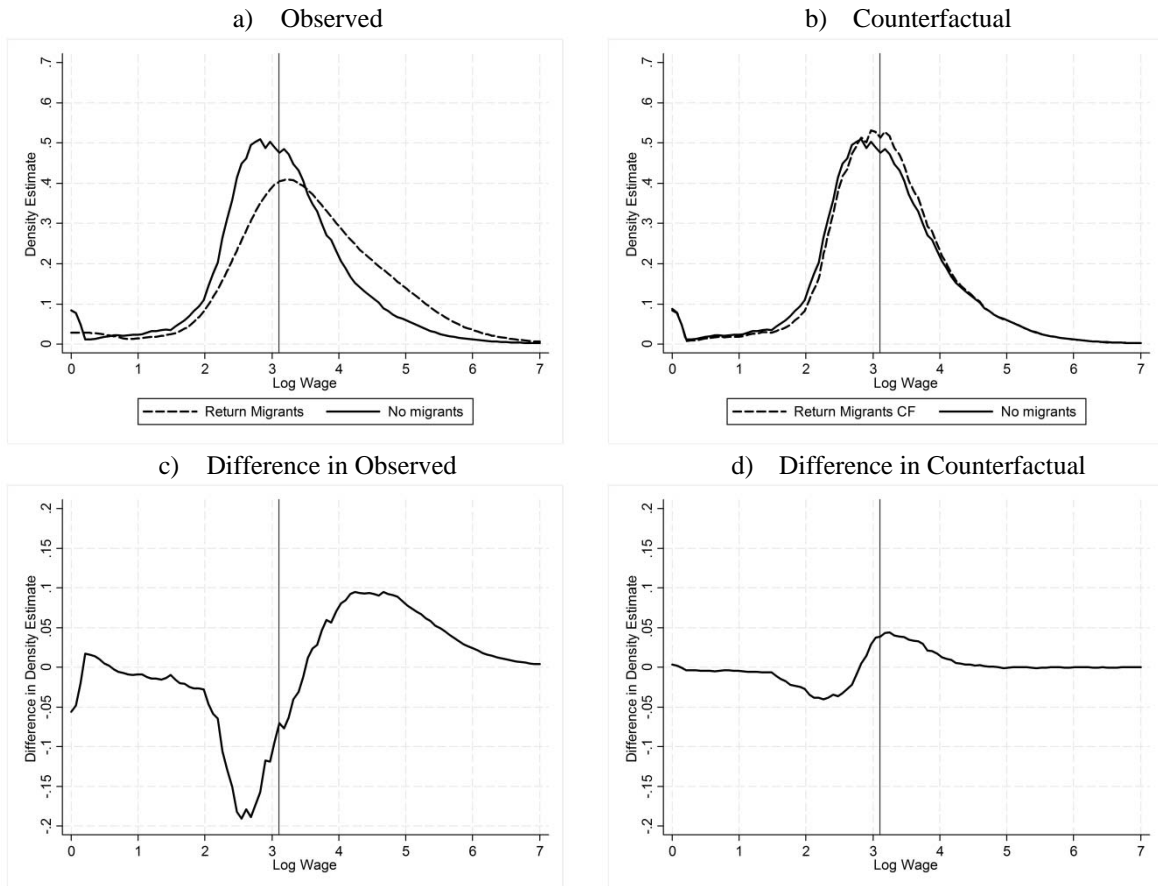 a) Observed
.7
.6
.5
.4
.3
.2
.1
0
Density Estimate
0 1 2 3 4 5 6 7
Log Wage
Return Migrants No migrants
b) Counterfactual
.7
.6
.5
.4
.3
.2
.1
0
Density Estimate
0 1 2 3 4 5 6 7
Log Wage
Return Migrants CF No migrants
c) Difference in Observed
.2
.15
.1
.05
0
-.05
-.1
-.15
-.2
Difference in Density Estimate
0 1 2 3 4 5 6 7
Log Wage
d) Difference in Counterfactual
.2
.15
.1
.05
0
-.05
-.1
-.15
-.2
Difference in Density Estimate
0 1 2 3 4 5 6 7
Log Wage